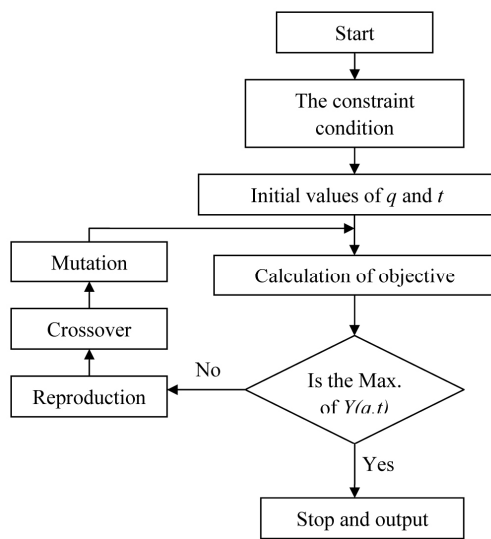 Start
The constraint
condition
Initial values of q and t
Mutation
Calculation of objective
Crossover
No
Is the Max.
Reproduction
of Y(q,t)
Yes
Stop and output